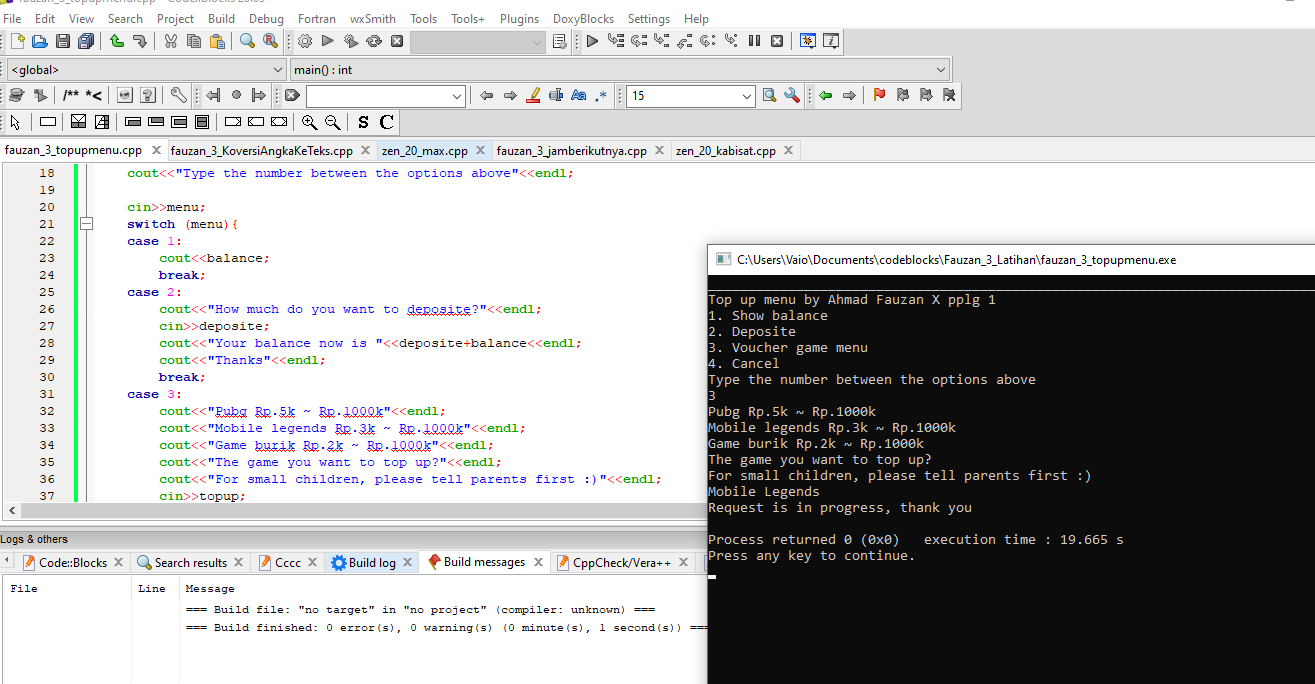 fauzan_3_topupmenu.cpp - Code::Blocks 20.03
File Edit View Search Project Build Debug Fortran wxSmith Tools Tools+ Plugins DoxyBlocks Settings Help
<global> main() : int
/** *< 15
S C
fauzan_3_topupmenu.cpp fauzan_3_KoversiAngkaKeTeks.cpp zen_20_max.cpp fauzan_3_jamberikutnya.cpp zen_20_kabisat.cpp
18 cout<<"Type the number between the options above"<<endl;
19
20 cin>>menu;
21 switch (menu){
22 case 1:
23 cout<<balance;
24 break;
25 case 2:
26 cout<<"How much do you want to deposite?"<<endl;
27 cin>>deposite;
28 cout<<"Your balance now is "<<deposite+balance<<endl;
29 cout<<"Thanks"<<endl;
30 break;
31 case 3:
32 cout<<"Pubg Rp.5k ~ Rp.1000k"<<endl;
33 cout<<"Mobile legends Rp.3k ~ Rp.1000k"<<endl;
34 cout<<"Game burik Rp.2k ~ Rp.1000k"<<endl;
35 cout<<"The game you want to top up?"<<endl;
36 cout<<"For small children, please tell parents first :)"<<endl;
37 cin>>topup;
C:\Users\Vaio\Documents\codeblocks\Fauzan_3_Latihan\fauzan_3_topupmenu.exe
Top up menu by Ahmad Fauzan X pplg 1
1. Show balance
2. Deposite
3. Voucher game menu
4. Cancel
Type the number between the options above
3
Pubg Rp.5k ~ Rp.1000k
Mobile legends Rp.3k ~ Rp.1000k
Game burik Rp.2k ~ Rp.1000k
The game you want to top up?
For small children, please tell parents first :)
Mobile Legends
Request is in progress, thank you
Process returned 0 (0x0) execution time : 19.665 s
Press any key to continue.
Logs & others
Code::Blocks Search results Cccc Build log Build messages CppCheck/Vera++
File Line Message
=== Build file: "no target" in "no project" (compiler: unknown) ===
=== Build finished: 0 error(s), 0 warning(s) (0 minute(s), 1 second(s)) ===